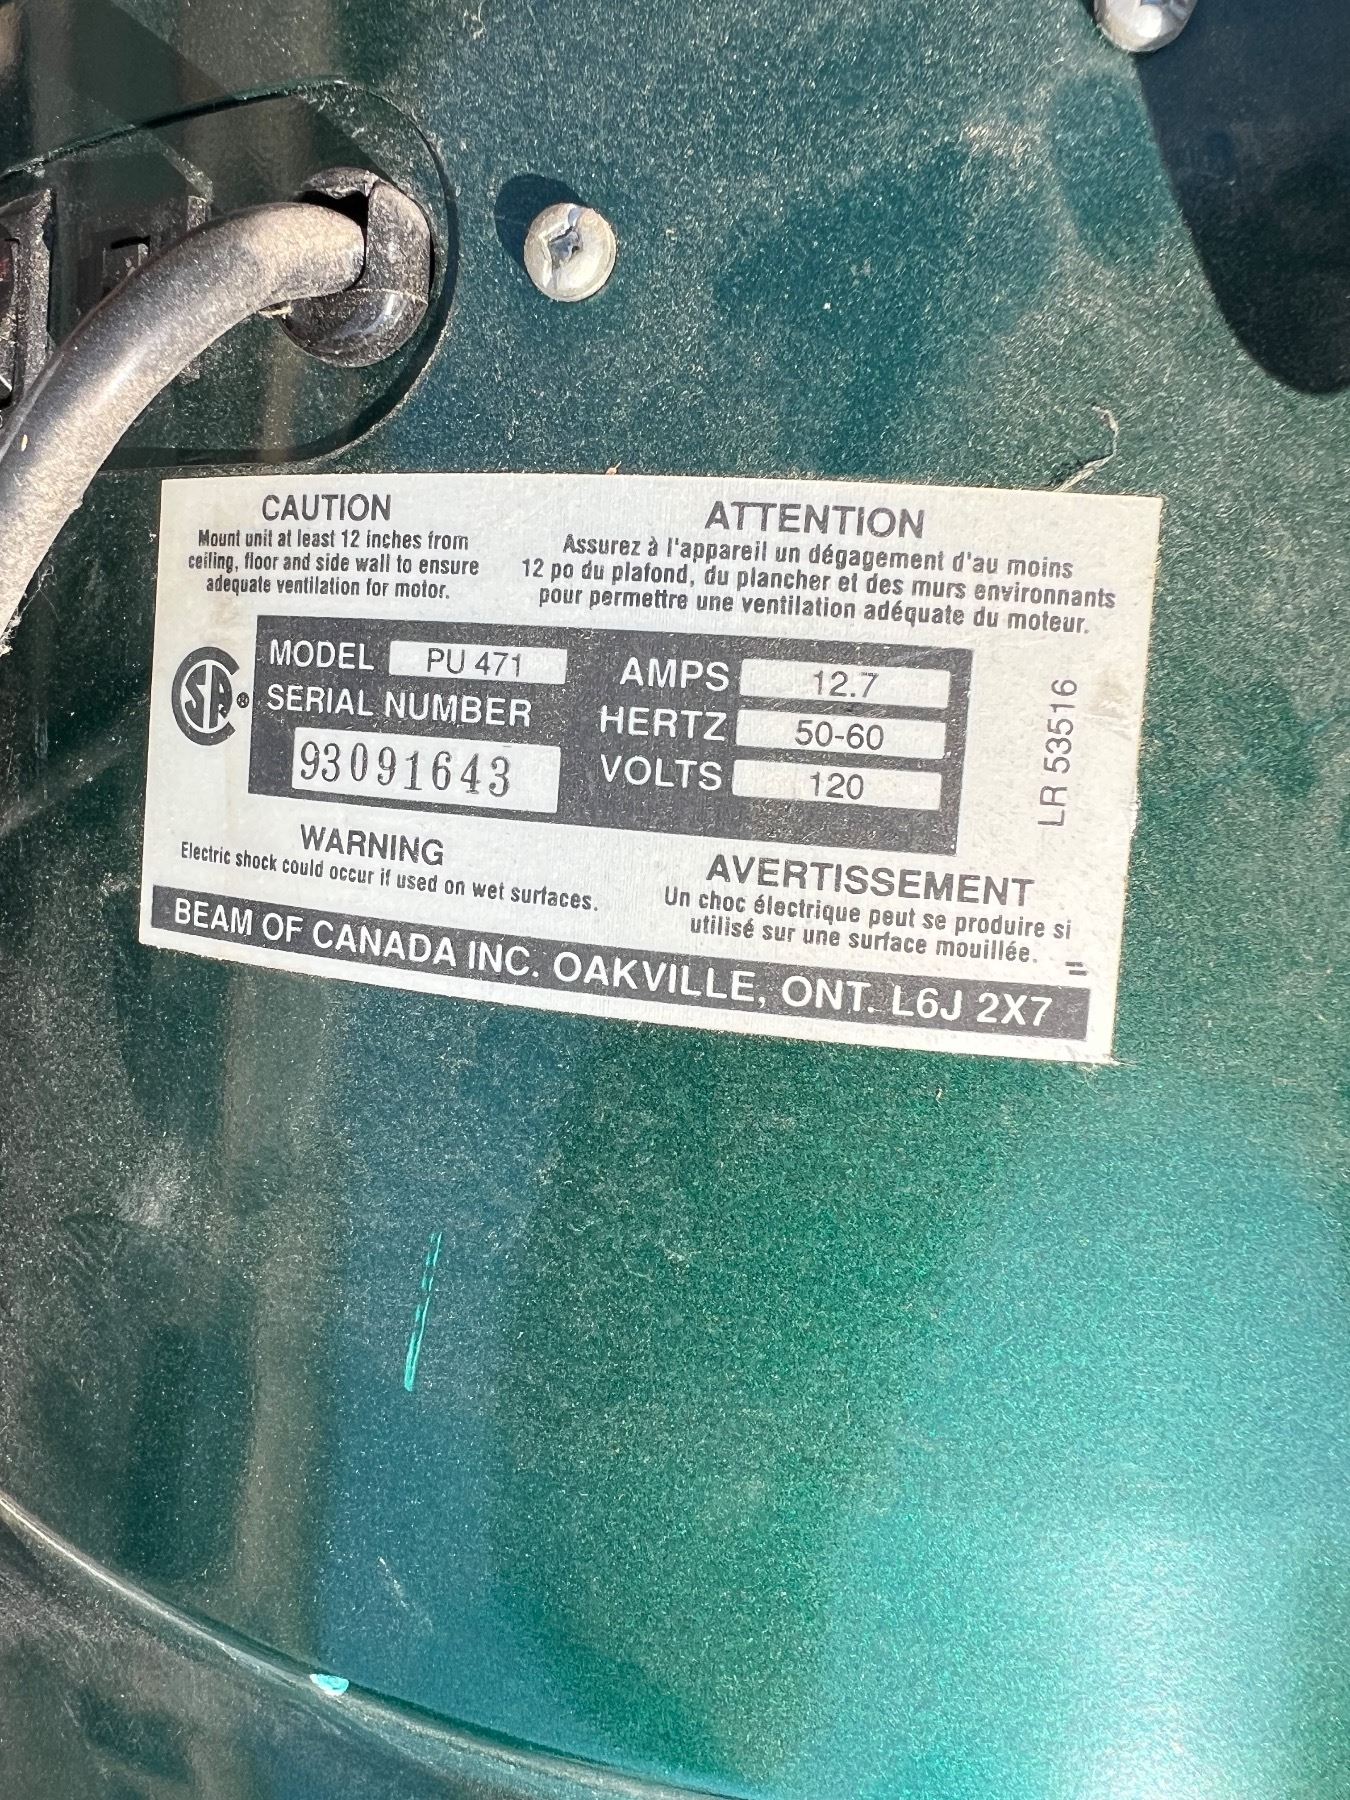 CAUTION
Mount unit at least 12 inches from
ceiling, floor and side wall to ensure
adequate ventilation for motor.
ATTENTION
Assurez à l'appareil un dégagement d'au moins
12 po du plafond, du plancher et des murs environnants
pour permettre une ventilation adéquate du moteur.
SA ®
MODEL PU 471
SERIAL NUMBER
93091643
AMPS 12.7
HERTZ 50-60
VOLTS 120
LR 53516
WARNING
Electric shock could occur if used on wet surfaces.
AVERTISSEMENT
Un choc électrique peut se produire si
utilisé sur une surface mouillée.
BEAM OF CANADA INC. OAKVILLE, ONT. L6J 2X7